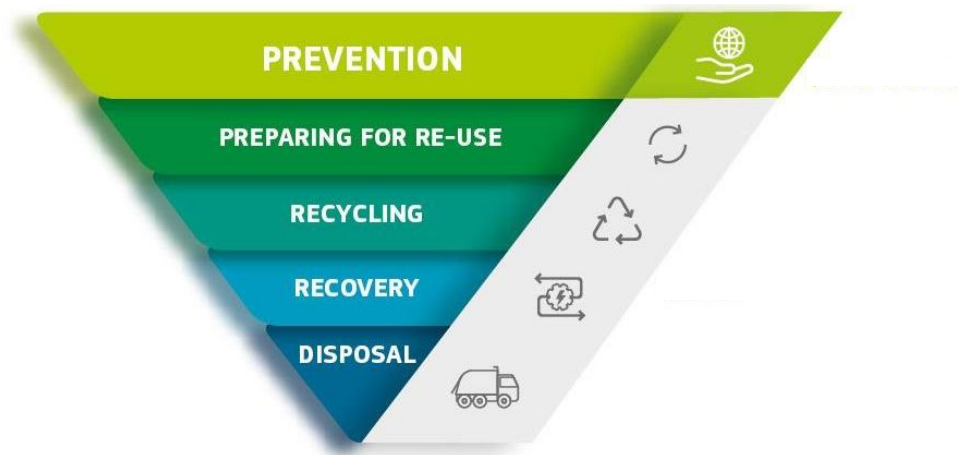 PREVENTION
PREPARING FOR RE-USE
RECYCLING
RECOVERY
DISPOSAL